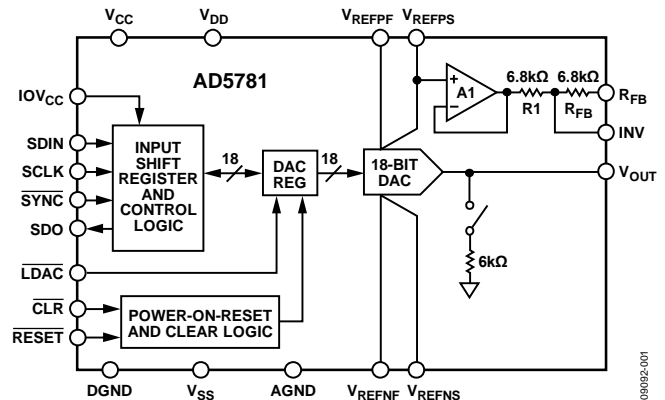 VCC
VDD
VREFPF
VREFPS
AD5781
6.8kΩ
6.8kΩ
A1
R1
RFB
RFB
INV
IOVCC
SDIN
SCLK
SYNC
SDO
INPUT
SHIFT
REGISTER
AND
CONTROL
LOGIC
18
DAC
REG
18
18-BIT
DAC
VOUT
6kΩ
LDAC
CLR
RESET
POWER-ON-RESET
AND CLEAR LOGIC
DGND
VSS
AGND
VREFNF
VREFNS
09092-001